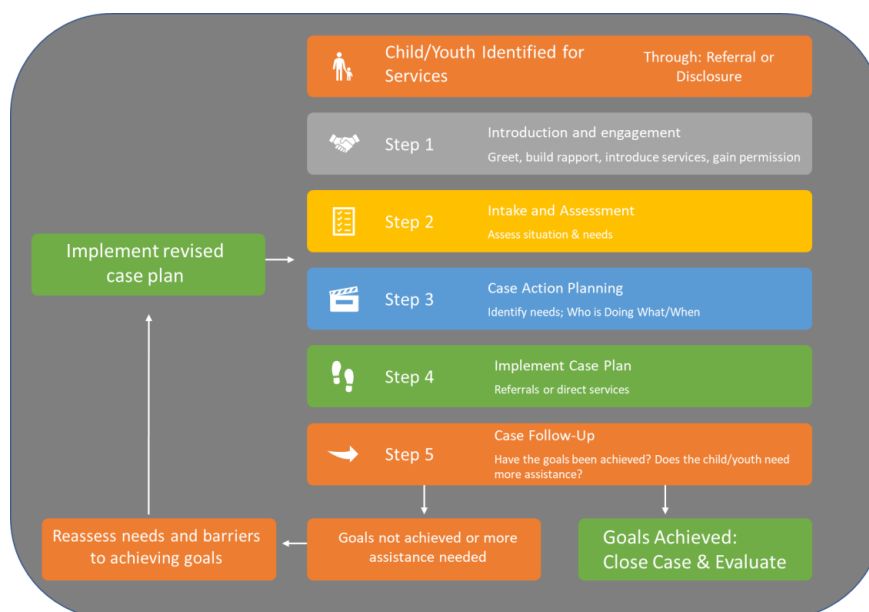 Child/Youth Identified for
Services
Through: Referral or
Disclosure
Step 1
Introduction and engagement
Greet, build rapport, introduce services, gain permission
Step 2
Intake and Assessment
Assess situation & needs
Implement revised
case plan
Step 3
Case Action Planning
Identify needs; Who is Doing What/When
Step 4
Implement Case Plan
Referrals or direct services
Step 5
Case Follow-Up
Have the goals been achieved? Does the child/youth need
more assistance?
Reassess needs and barriers
to achieving goals
Goals not achieved or more
assistance needed
Goals Achieved:
Close Case & Evaluate